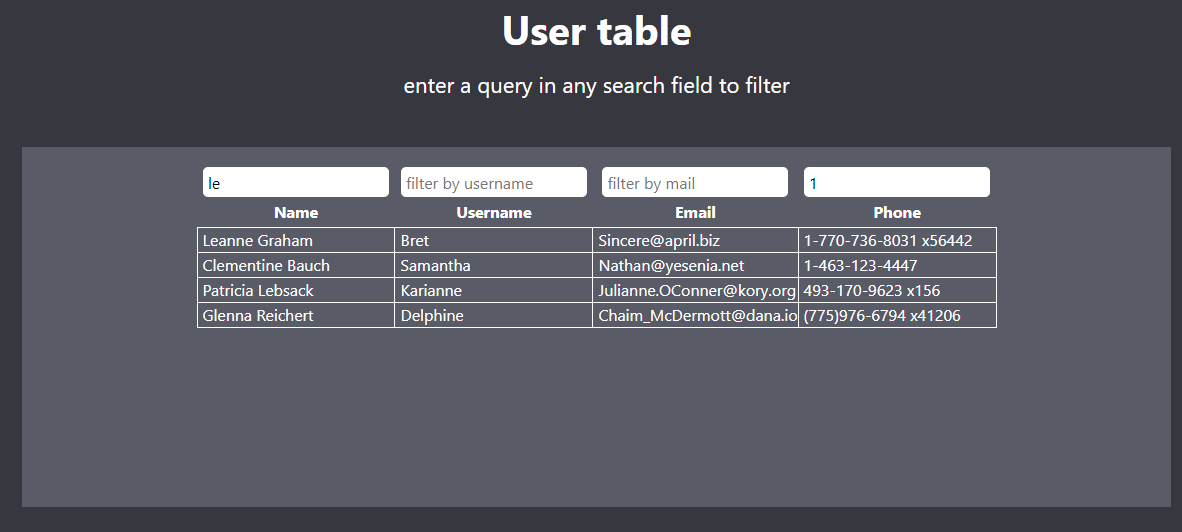 User table
enter a query in any search field to filter
le filter by username filter by mail 1
Name Username Email Phone
Leanne Graham Bret Sincere@april.biz 1-770-736-8031 x56442
Clementine Bauch Samantha Nathan@yesenia.net 1-463-123-4447
Patricia Lebsack Karianne Julianne.OConner@kory.org 493-170-9623 x156
Glenna Reichert Delphine Chaim_McDermott@dana.io (775)976-6794 x41206